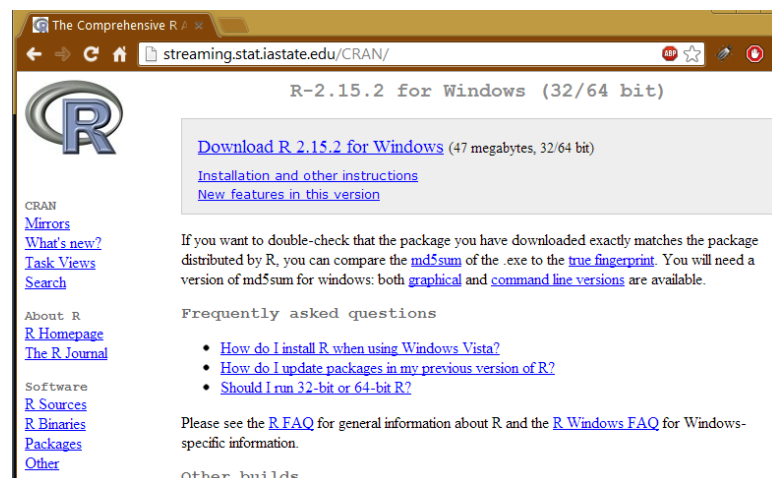 The Comprehensive R A
streaming.stat.iastate.edu/CRAN/
ABP
R
CRAN
Mirrors
What's new?
Task Views
Search
About R
R Homepage
The R Journal
Software
R Sources
R Binaries
Packages
Other
R-2.15.2 for Windows (32/64 bit)
Download R 2.15.2 for Windows (47 megabytes, 32/64 bit)
Installation and other instructions
New features in this version
If you want to double-check that the package you have downloaded exactly matches the package
distributed by R, you can compare the md5sum of the .exe to the true fingerprint. You will need a
version of md5sum for windows: both graphical and command line versions are available.
Frequently asked questions
• How do I install R when using Windows Vista?
• How do I update packages in my previous version of R?
• Should I run 32-bit or 64-bit R?
Please see the R FAQ for general information about R and the R Windows FAQ for Windows-
specific information.
Other builds